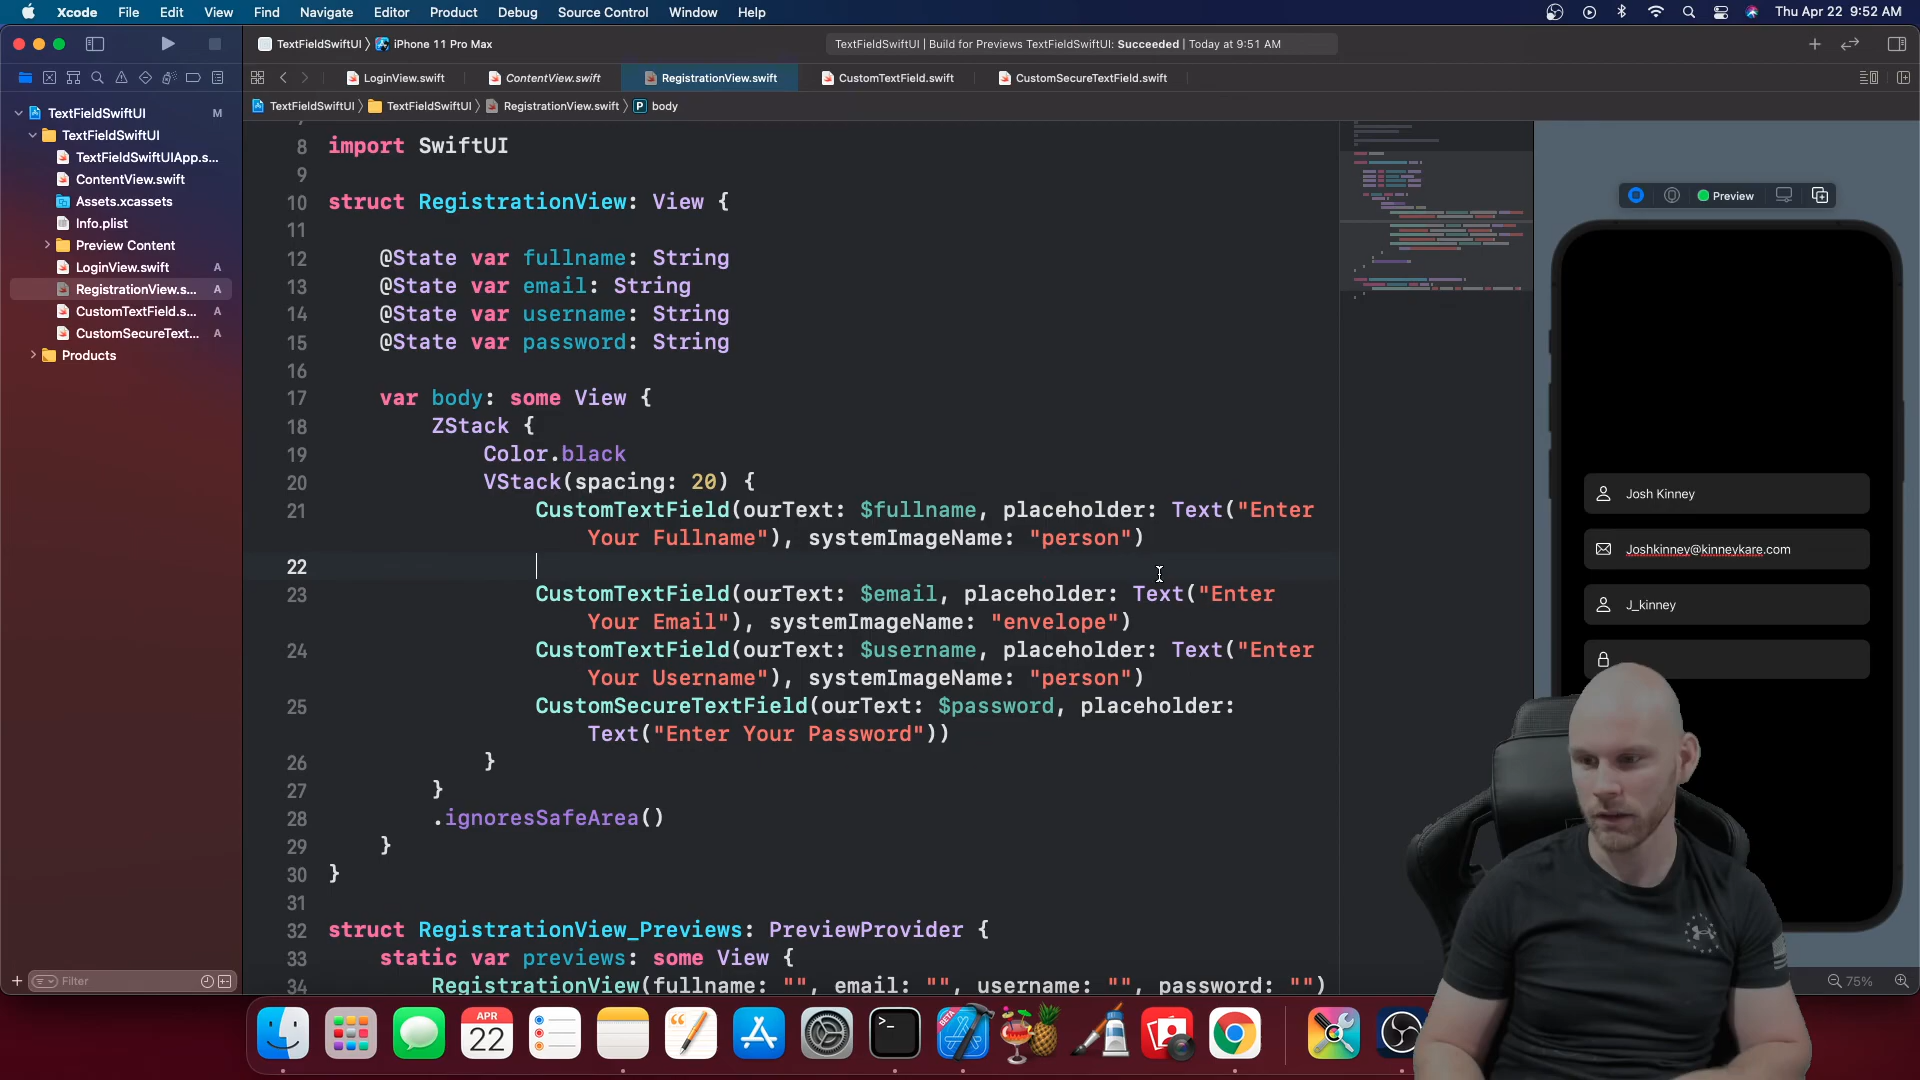 Xcode File Edit View Find Navigate Editor Product Debug Source Control Window Help Thu Apr 22 9:52 AM
TextFieldSwiftUI iPhone 11 Pro Max TextFieldSwiftUI | Build for Previews TextFieldSwiftUI: Succeeded | Today at 9:51 AM
LoginView.swift ContentView.swift RegistrationView.swift CustomTextField.swift CustomSecureTextField.swift
TextFieldSwiftUI TextFieldSwiftUI RegistrationView.swift P body
TextFieldSwiftUI M
TextFieldSwiftUI
TextFieldSwiftUIApp.s...
ContentView.swift
Assets.xcassets
Info.plist
Preview Content
LoginView.swift A
RegistrationView.s... A
CustomTextField.s... A
CustomSecureText... A
Products
Filter
8 import SwiftUI
9
10 struct RegistrationView: View {
11
12 @State var fullname: String
13 @State var email: String
14 @State var username: String
15 @State var password: String
16
17 var body: some View {
18 ZStack {
19 Color.black
20 VStack(spacing: 20) {
21 CustomTextField(ourText: $fullname, placeholder: Text("Enter
Your Fullname"), systemImageName: "person")
22
23 CustomTextField(ourText: $email, placeholder: Text("Enter
Your Email"), systemImageName: "envelope")
24 CustomTextField(ourText: $username, placeholder: Text("Enter
Your Username"), systemImageName: "person")
25 CustomSecureTextField(ourText: $password, placeholder:
Text("Enter Your Password"))
26 }
27 }
28 .ignoresSafeArea()
29 }
30 }
31
32 struct RegistrationView_Previews: PreviewProvider {
33 static var previews: some View {
34 RegistrationView(fullname: "", email: "", username: "", password: "")
Preview
Josh Kinney
Joshkinney@kinneykare.com
J_kinney
75%
APR
22
BETA